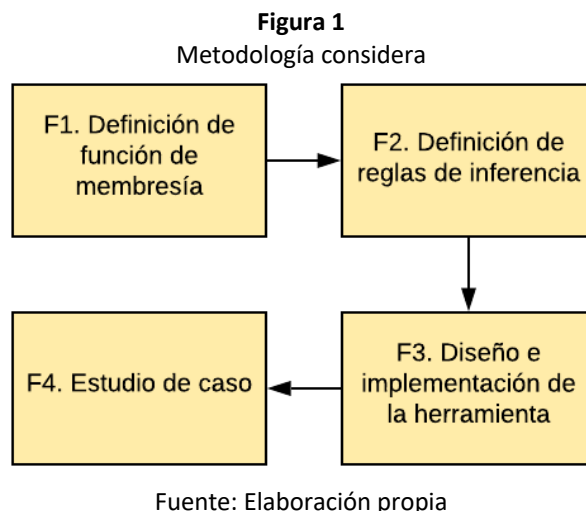 Figura 1
Metodología considera
F1. Definición de
función de
membresía
F2. Definición de
reglas de inferencia
F3. Diseño e
implementación de
la herramienta
F4. Estudio de caso
Fuente: Elaboración propia